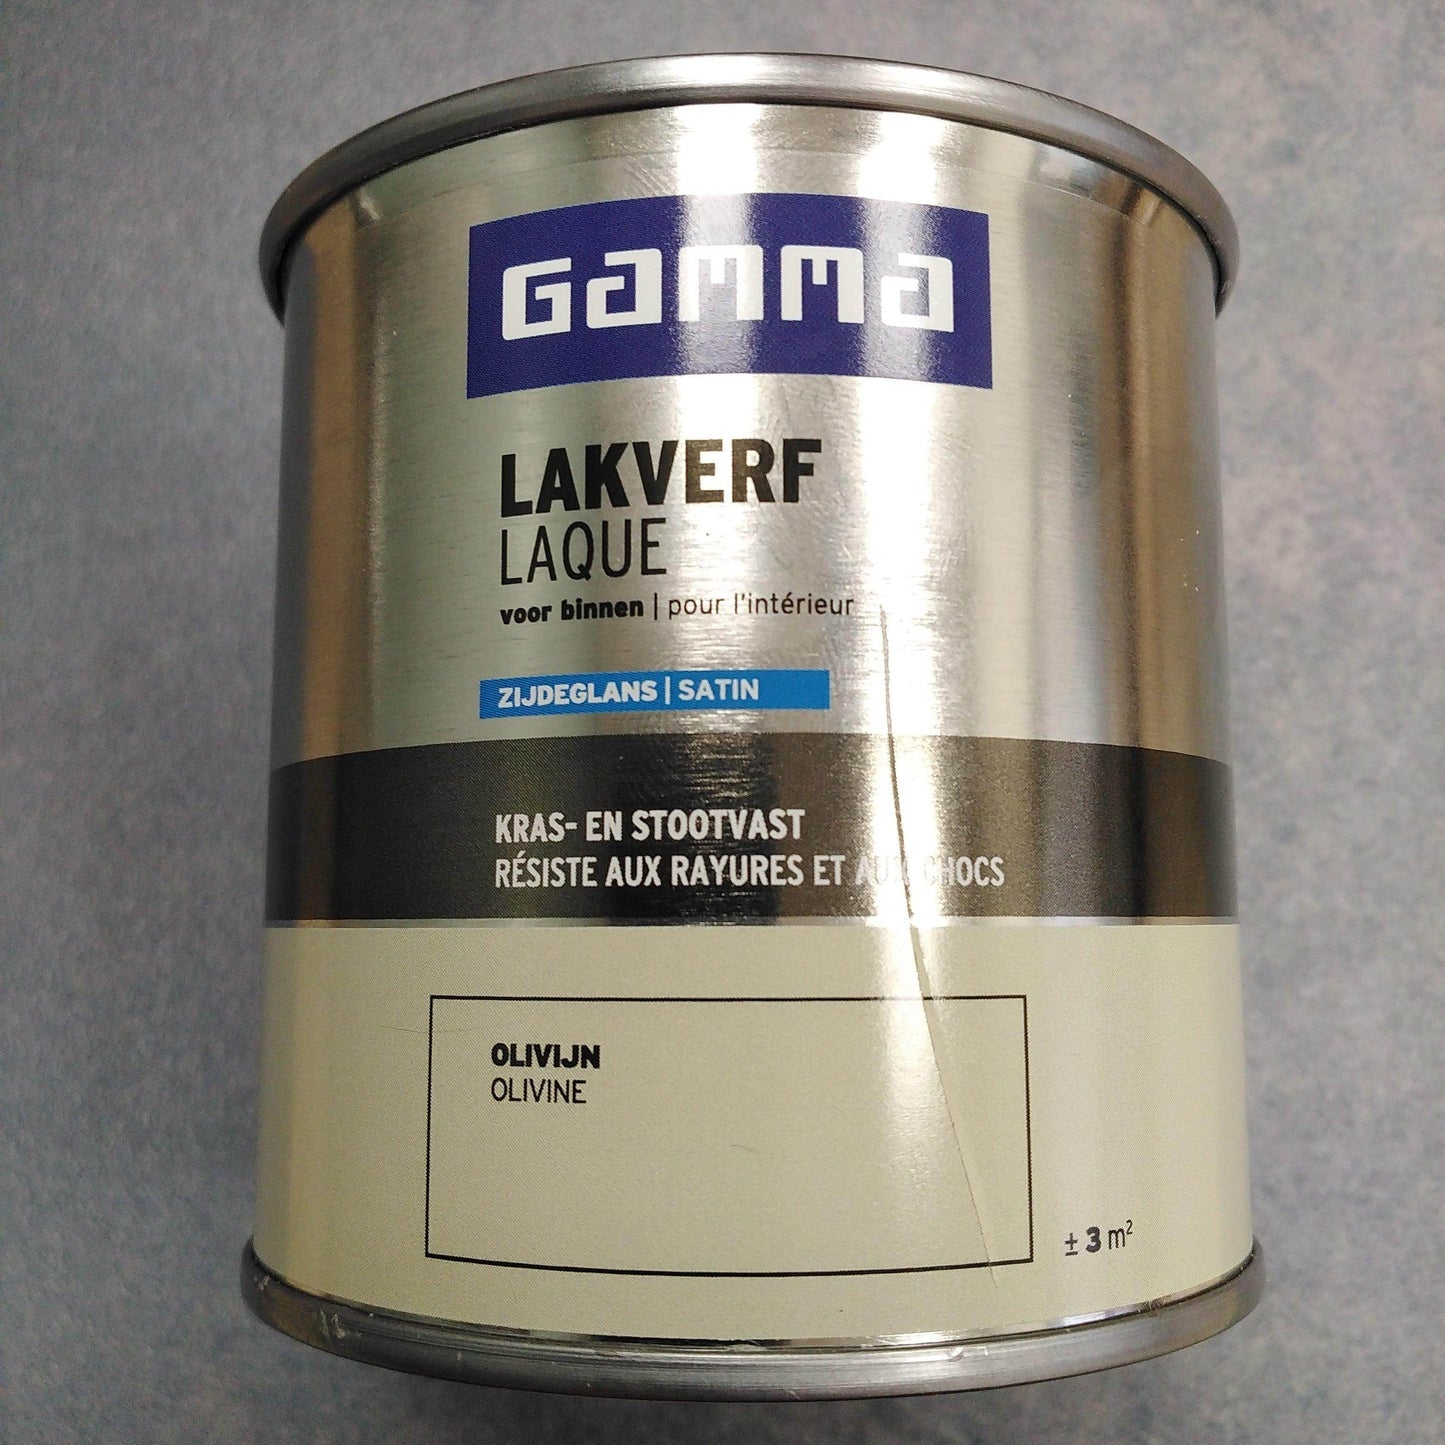 GAMMA
LAKVERF
LAQUE
voor binnen | pour l'intérieur
ZIJDEGLANS | SATIN
KRAS- EN STOOTVAST
RÉSISTE AUX RAYURES ET AUX CHOCS
OLIVIJN
OLIVINE
± 3 m²